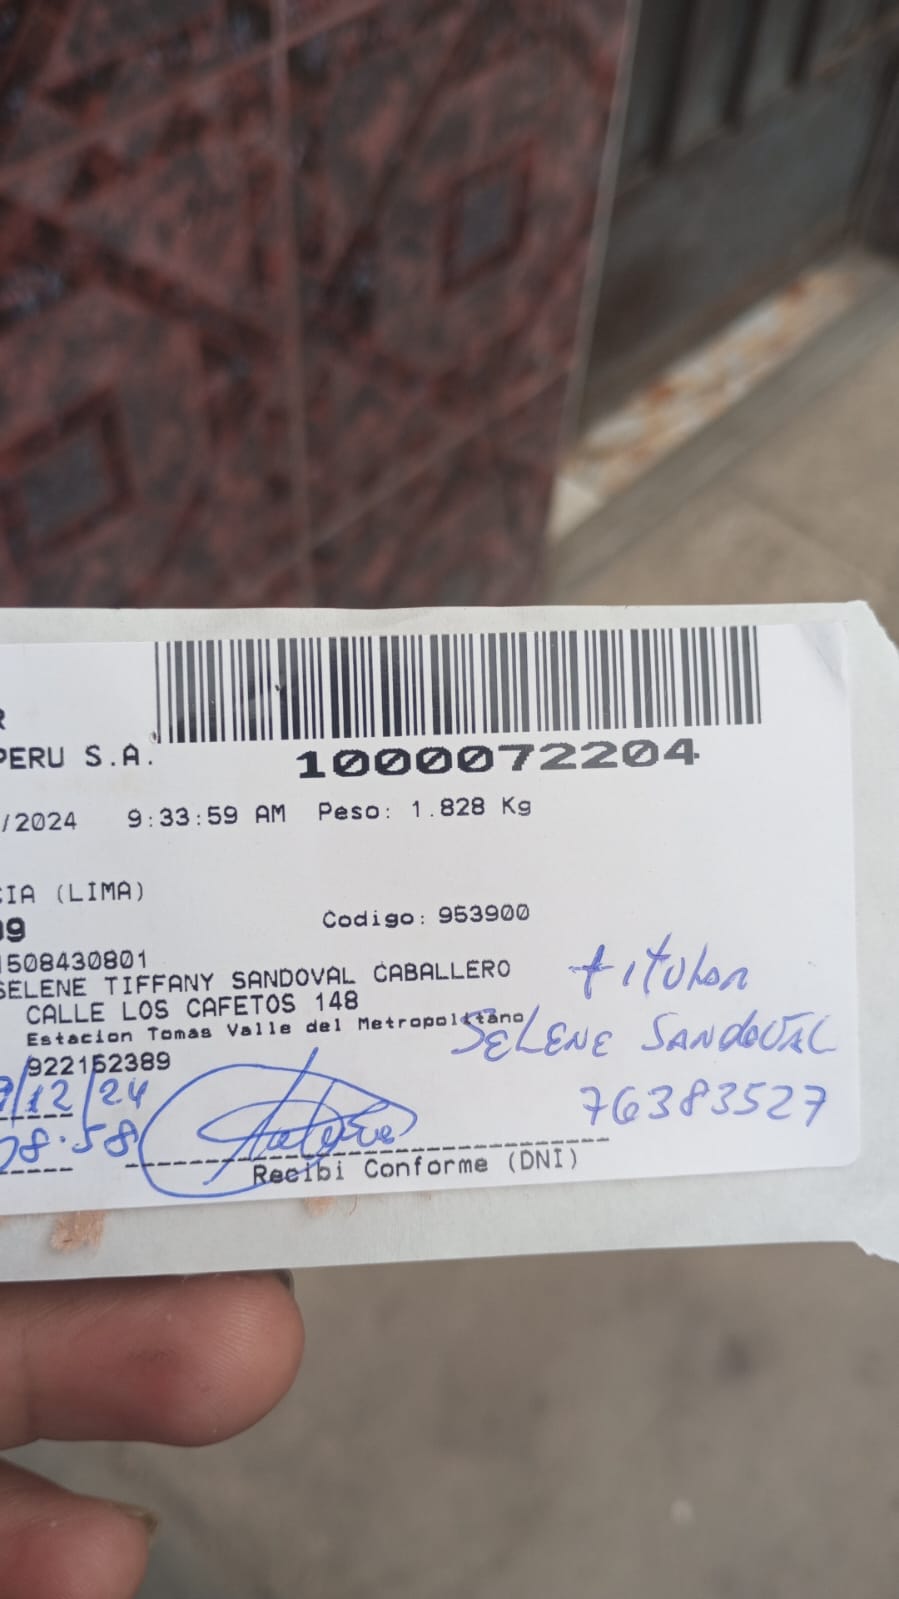 PERU S.A.
1000072204
/2024 9:33:59 AM Peso: 1.828 Kg
CIA (LIMA)
Codigo: 953900
1508430801
SELENE TIFFANY SANDOVAL CABALLERO
CALLE LOS CAFETOS 148
Estacion Tomas Valle del Metropolitano
922152389
titular
SELENE SANDOVAL
76383527
/12/24
08:58
Recibi Conforme (DNI)